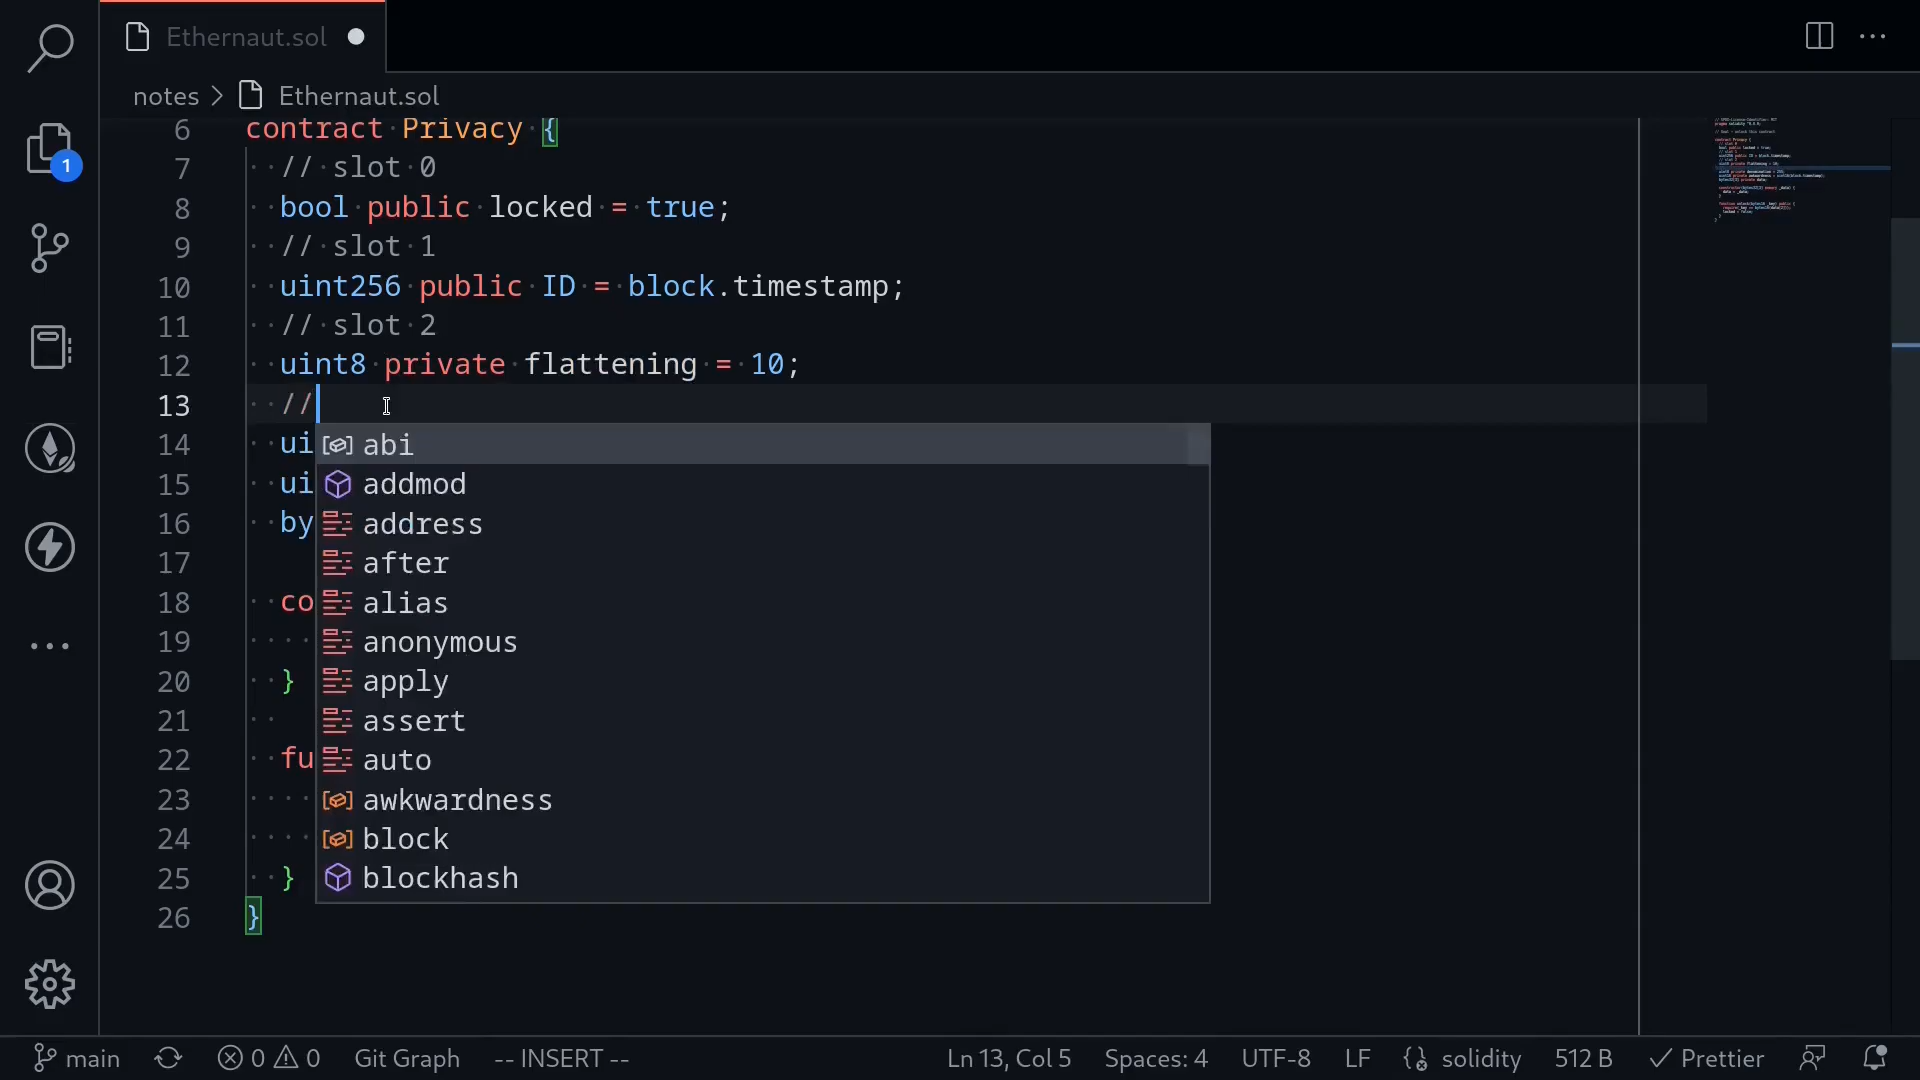 Ethernaut.sol
notes > Ethernaut.sol
6 contract Privacy {
7 // slot 0
8 bool public locked = true;
9 // slot 1
10 uint256 public ID = block.timestamp;
11 // slot 2
12 uint8 private flattening = 10;
13 //
14 ui
15 ui
16 by
17
18 co
19
20 }
21
22 fu
23
24
25 }
26 }
abi
addmod
address
after
alias
anonymous
apply
assert
auto
awkwardness
block
blockhash
1
main 0 0 Git Graph -- INSERT -- Ln 13, Col 5 Spaces: 4 UTF-8 LF solidity 512 B Prettier